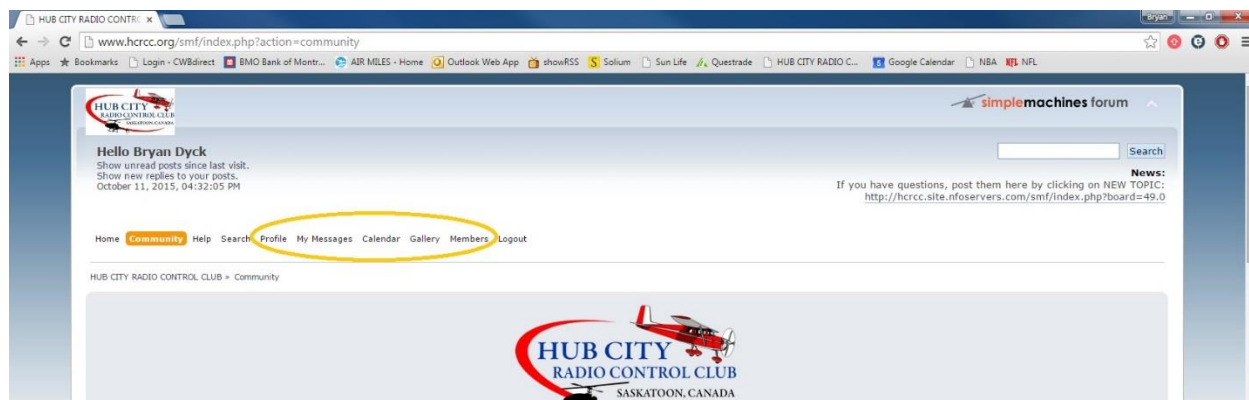 HUB CITY RADIO CONTRO
Bryan
www.hcrcc.org/smf/index.php?action=community
Apps Bookmarks Login - CWBdirect BMO Bank of Montr... AIR MILES - Home Outlook Web App showRSS S Solium Sun Life Questrade HUB CITY RADIO C... Google Calendar NBA NFL NFL
HUB CITY
RADIO CONTROL CLUB
SASKATOON, CANADA
simplemachines forum
Hello Bryan Dyck
Show unread posts since last visit.
Show new replies to your posts.
October 11, 2015, 04:32:05 PM
Search
News:
If you have questions, post them here by clicking on NEW TOPIC:
http://hcrcc.site.nfoservers.com/smf/index.php?board=49.0
Home Community Help Search Profile My Messages Calendar Gallery Members Logout
HUB CITY RADIO CONTROL CLUB » Community
HUB CITY
RADIO CONTROL CLUB
SASKATOON, CANADA